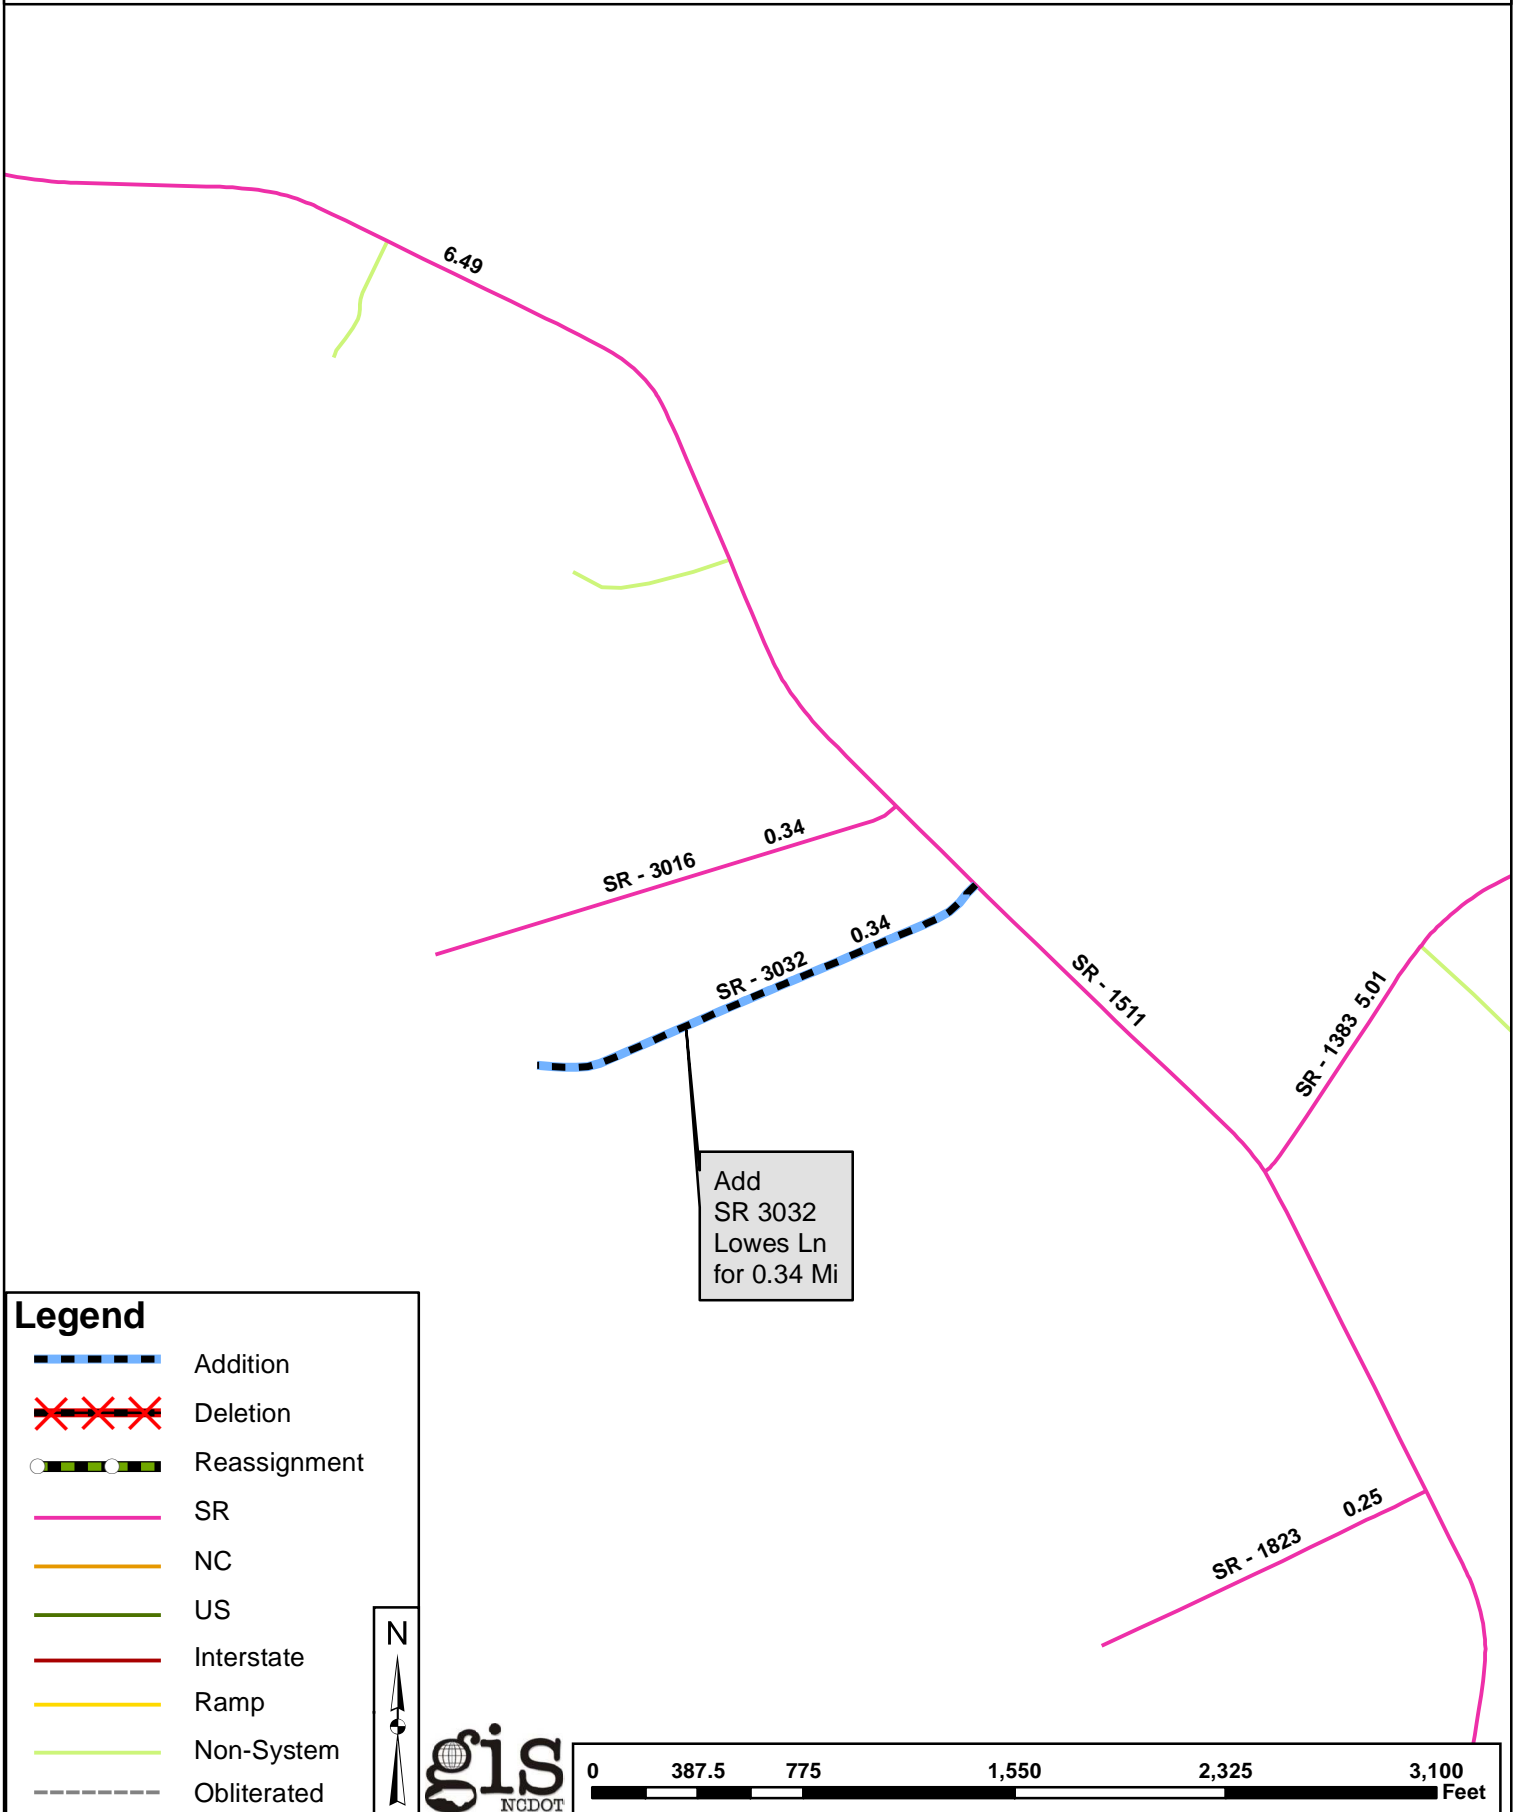 6.49
0.34
SR - 3016
0.34
SR - 3032
SR - 1511
SR - 1383 5.01
Add
SR 3032
Lowes Ln
for 0.34 Mi
0.25
SR - 1823
Legend
Addition
Deletion
Reassignment
SR
NC
US
Interstate
Ramp
Non-System
Obliterated
N
gis
NCDOT
0 387.5 775 1,550 2,325 3,100
Feet